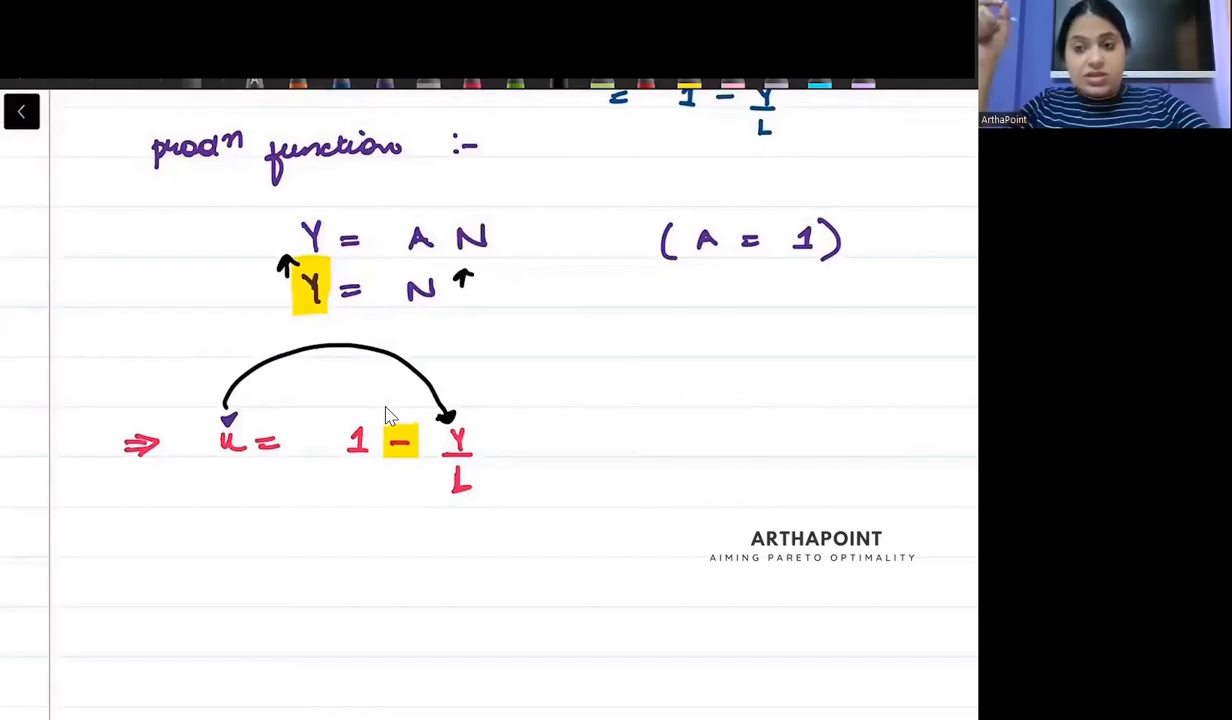 = 1 - Y/L
prodⁿ function :-
Y = A N (A = 1)
↑ Y = N ↑
⇒ u = 1 - Y/L
ARTHAPOINT
AIMING PARETO OPTIMALITY
ArthaPoint